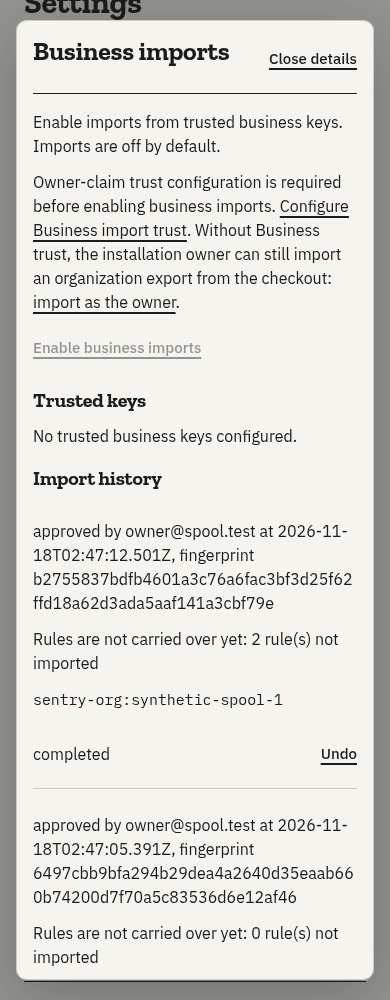 Settings
Business imports
Close details
Enable imports from trusted business keys.
Imports are off by default.
Owner-claim trust configuration is required
before enabling business imports. Configure
Business import trust. Without Business
trust, the installation owner can still import
an organization export from the checkout:
import as the owner.
Enable business imports
Trusted keys
No trusted business keys configured.
Import history
approved by owner@spool.test at 2026-11-
18T02:47:12.501Z, fingerprint
b2755837bdfb4601a3c76a6fac3bf3d25f62
ffd18a62d3ada5aaf141a3cbf79e
Rules are not carried over yet: 2 rule(s) not
imported
sentry-org:synthetic-spool-1
completed
Undo
approved by owner@spool.test at 2026-11-
18T02:47:05.391Z, fingerprint
6497cbb9bfa294b29dea4a2640d35eaab66
0b74200d7f70a5c83536d6e12af46
Rules are not carried over yet: 0 rule(s) not
imported